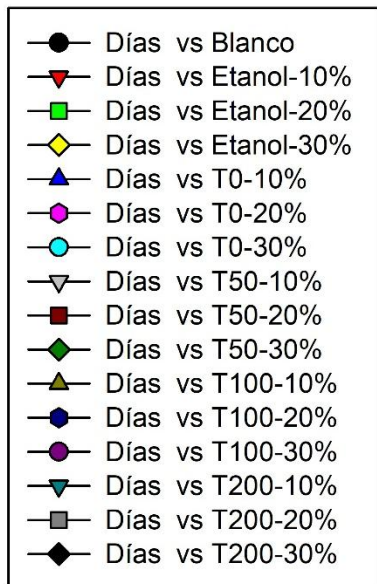 Días vs Blanco
Días vs Etanol-10%
Días vs Etanol-20%
Días vs Etanol-30%
Días vs T0-10%
Días vs T0-20%
Días vs T0-30%
Días vs T50-10%
Días vs T50-20%
Días vs T50-30%
Días vs T100-10%
Días vs T100-20%
Días vs T100-30%
Días vs T200-10%
Días vs T200-20%
Días vs T200-30%